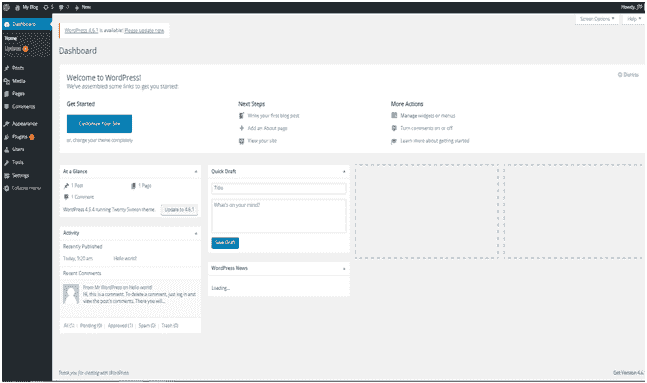 My Blog 5 0 New
Howdy,
Dashboard
Home
Updates
Posts
Media
Pages
Comments
Appearance
Plugins
Users
Tools
Settings
Collapse menu
Screen Options Help
WordPress 4.6.1 is available! Please update now.
Dashboard
Welcome to WordPress!
We've assembled some links to get you started:
Dismiss
Get Started
Customize Your Site
or, change your theme completely
Next Steps
Write your first blog post
Add an About page
View your site
More Actions
Manage widgets or menus
Turn comments on or off
Learn more about getting started
At a Glance
1 Post 1 Page
1 Comment
WordPress 4.5.4 running Twenty Sixteen theme. Update to 4.6.1
Activity
Recently Published
Today, 9:20 am Hello world!
Recent Comments
From Mr WordPress on Hello world!
Hi, this is a comment. To delete a comment, just log in and
view the post's comments. There you will...
All (1) | Pending (0) | Approved (1) | Spam (0) | Trash (0)
Quick Draft
Title
What's on your mind?
Save Draft
WordPress News
Loading...
Thank you for creating with WordPress
Get Version 4.6.